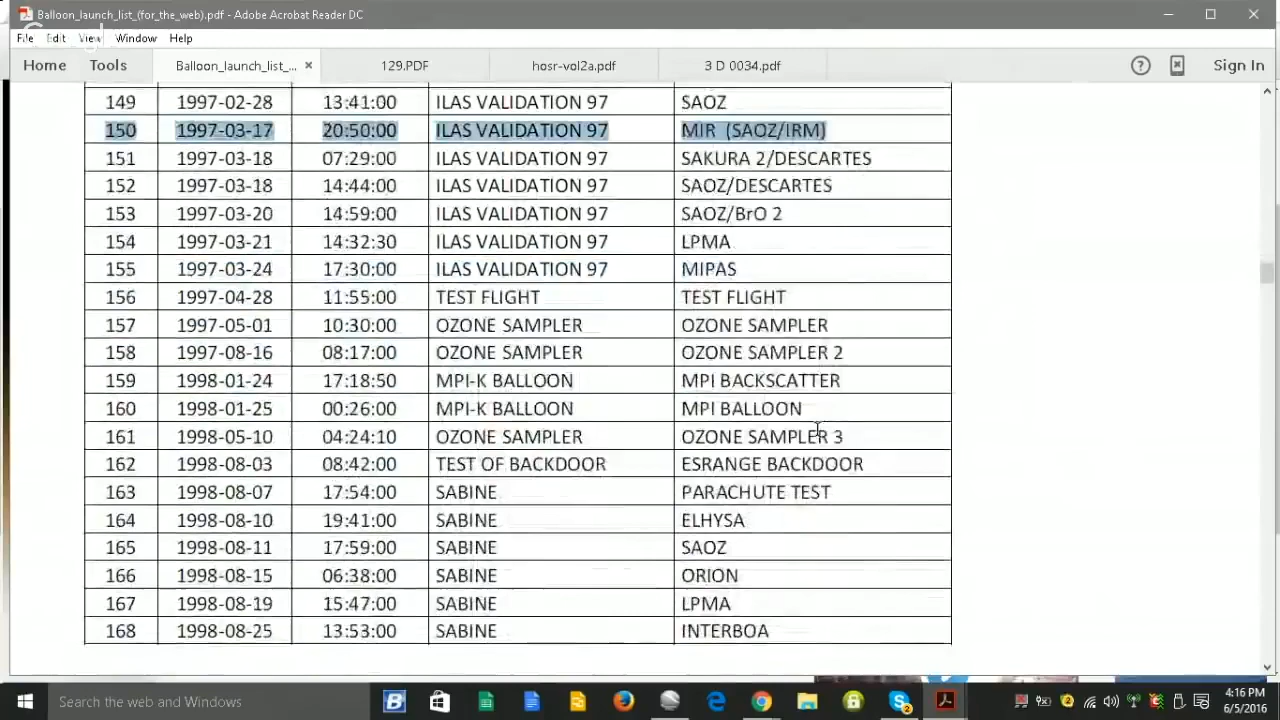 Balloon_launch_list_(for_the_web).pdf - Adobe Acrobat Reader DC
Google
File Edit View Window Help
Home Tools Balloon_launch_list_... × 129.PDF hosr-vol2a.pdf 3 D 0034.pdf Sign In
149 1997-02-28 13:41:00 ILAS VALIDATION 97 SAOZ
150 1997-03-17 20:50:00 ILAS VALIDATION 97 MIR (SAOZ/IRM)
151 1997-03-18 07:29:00 ILAS VALIDATION 97 SAKURA 2/DESCARTES
152 1997-03-18 14:44:00 ILAS VALIDATION 97 SAOZ/DESCARTES
153 1997-03-20 14:59:00 ILAS VALIDATION 97 SAOZ/BrO 2
154 1997-03-21 14:32:30 ILAS VALIDATION 97 LPMA
155 1997-03-24 17:30:00 ILAS VALIDATION 97 MIPAS
156 1997-04-28 11:55:00 TEST FLIGHT TEST FLIGHT
157 1997-05-01 10:30:00 OZONE SAMPLER OZONE SAMPLER
158 1997-08-16 08:17:00 OZONE SAMPLER OZONE SAMPLER 2
159 1998-01-24 17:18:50 MPI-K BALLOON MPI BACKSCATTER
160 1998-01-25 00:26:00 MPI-K BALLOON MPI BALLOON
161 1998-05-10 04:24:10 OZONE SAMPLER OZONE SAMPLER 3
162 1998-08-03 08:42:00 TEST OF BACKDOOR ESRANGE BACKDOOR
163 1998-08-07 17:54:00 SABINE PARACHUTE TEST
164 1998-08-10 19:41:00 SABINE ELHYSA
165 1998-08-11 17:59:00 SABINE SAOZ
166 1998-08-15 06:38:00 SABINE ORION
167 1998-08-19 15:47:00 SABINE LPMA
168 1998-08-25 13:53:00 SABINE INTERBOA
Search the web and Windows
4:16 PM
6/5/2016